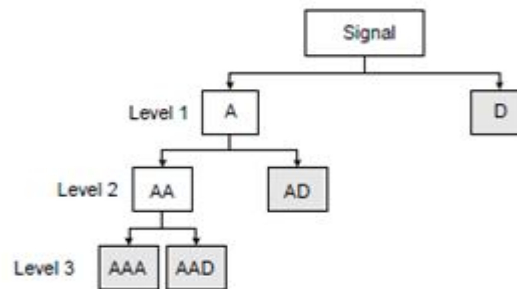 Signal
Level 1 A D
Level 2 AA AD
Level 3 AAA AAD